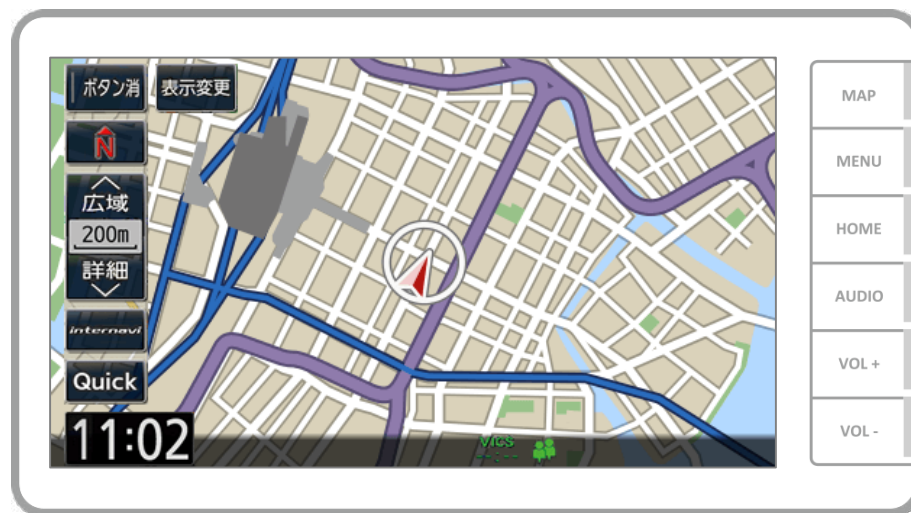 ボタン消
表示変更
N
広域
200m
詳細
internavi
Quick
11:02
VICS
--:--
MAP
MENU
HOME
AUDIO
VOL +
VOL -